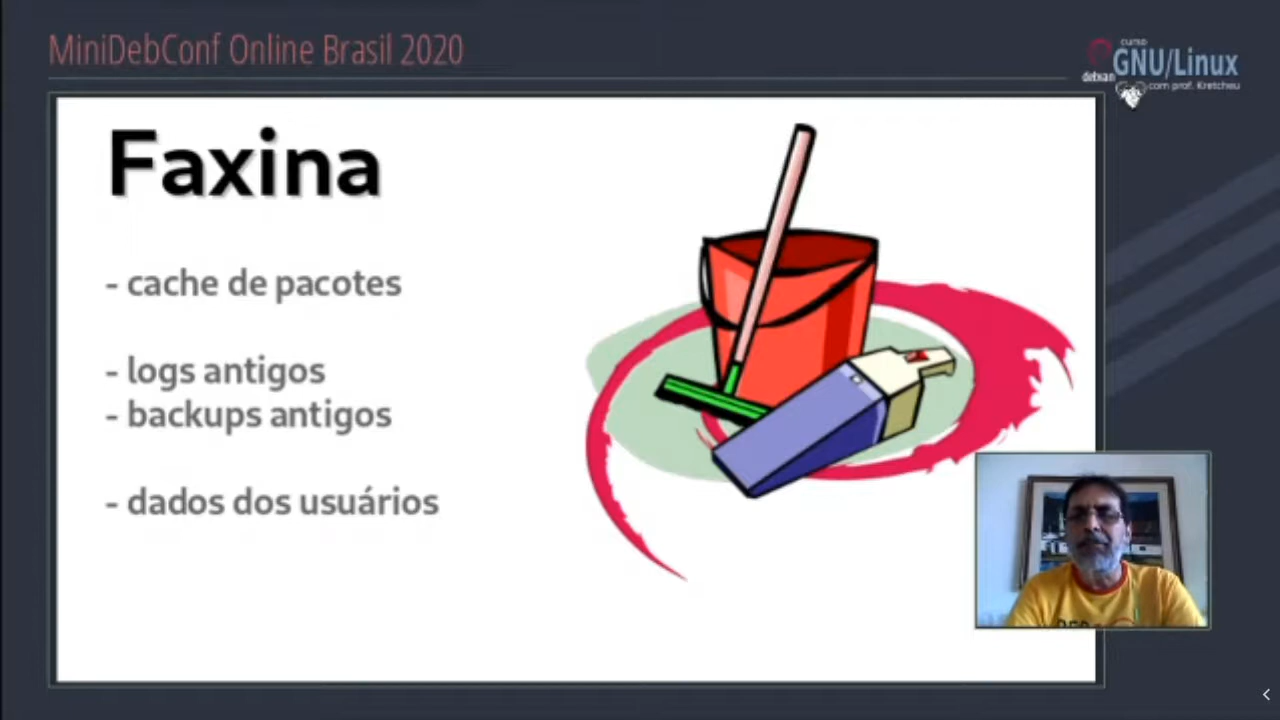 MiniDebConf Online Brasil 2020
curso
GNU/Linux
debian
com prof. Kretcheu
Faxina
- cache de pacotes
- logs antigos
- backups antigos
- dados dos usuários